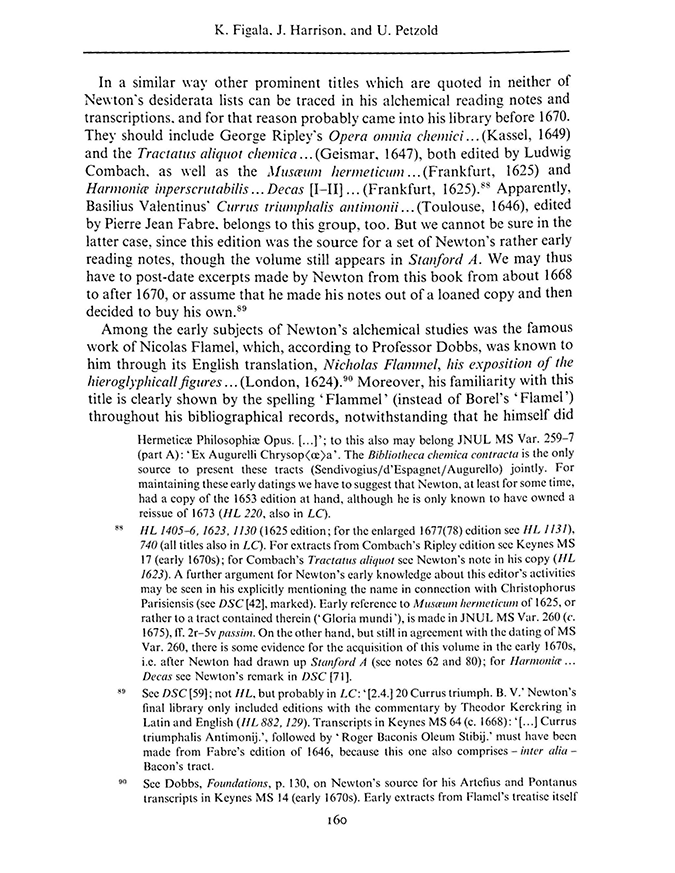 K. Figala, J. Harrison, and U. Petzold
In a similar way other prominent titles which are quoted in neither of
Newton's desiderata lists can be traced in his alchemical reading notes and
transcriptions, and for that reason probably came into his library before 1670.
They should include George Ripley's Opera omnia chemici...(Kassel, 1649)
and the Tractatus aliquot chemica...(Geismar, 1647), both edited by Ludwig
Combach, as well as the Musæum hermeticum...(Frankfurt, 1625) and
Harmoniæ inperscrutabilis...Decas [I–II]...(Frankfurt, 1625).⁸⁸ Apparently,
Basilius Valentinus' Currus triumphalis antimonii...(Toulouse, 1646), edited
by Pierre Jean Fabre, belongs to this group, too. But we cannot be sure in the
latter case, since this edition was the source for a set of Newton's rather early
reading notes, though the volume still appears in Stanford A. We may thus
have to post-date excerpts made by Newton from this book from about 1668
to after 1670, or assume that he made his notes out of a loaned copy and then
decided to buy his own.⁸⁹
Among the early subjects of Newton's alchemical studies was the famous
work of Nicolas Flamel, which, according to Professor Dobbs, was known to
him through its English translation, Nicholas Flammel, his exposition of the
hieroglyphicall figures...(London, 1624).⁹⁰ Moreover, his familiarity with this
title is clearly shown by the spelling 'Flammel' (instead of Borel's 'Flamel')
throughout his bibliographical records, notwithstanding that he himself did
Hermeticæ Philosophiæ Opus. [...]'; to this also may belong JNUL MS Var. 259–7
(part A): 'Ex Augurelli Chrysop⟨œ⟩a'. The Bibliotheca chemica contracta is the only
source to present these tracts (Sendivogius/d'Espagnet/Augurello) jointly. For
maintaining these early datings we have to suggest that Newton, at least for some time,
had a copy of the 1653 edition at hand, although he is only known to have owned a
reissue of 1673 (HL 220, also in LC).
⁸⁸ HL 1405–6, 1623, 1130 (1625 edition; for the enlarged 1677(78) edition see HL 1131),
740 (all titles also in LC). For extracts from Combach's Ripley edition see Keynes MS
17 (early 1670s); for Combach's Tractatus aliquot see Newton's note in his copy (HL
1623). A further argument for Newton's early knowledge about this editor's activities
may be seen in his explicitly mentioning the name in connection with Christophorus
Parisiensis (see DSC [42], marked). Early reference to Musæum hermeticum of 1625, or
rather to a tract contained therein ('Gloria mundi'), is made in JNUL MS Var. 260 (c.
1675), ff. 2r–5v passim. On the other hand, but still in agreement with the dating of MS
Var. 260, there is some evidence for the acquisition of this volume in the early 1670s,
i.e. after Newton had drawn up Stanford A (see notes 62 and 80); for Harmoniæ...
Decas see Newton's remark in DSC [71].
⁸⁹ See DSC [59]; not HL, but probably in LC: '[2.4.] 20 Currus triumph. B. V.' Newton's
final library only included editions with the commentary by Theodor Kerckring in
Latin and English (HL 882, 129). Transcripts in Keynes MS 64 (c. 1668): '[...] Currus
triumphalis Antimonij.', followed by 'Roger Baconis Oleum Stibij.' must have been
made from Fabre's edition of 1646, because this one also comprises – inter alia –
Bacon's tract.
⁹⁰ See Dobbs, Foundations, p. 130, on Newton's source for his Artefius and Pontanus
transcripts in Keynes MS 14 (early 1670s). Early extracts from Flamel's treatise itself
160